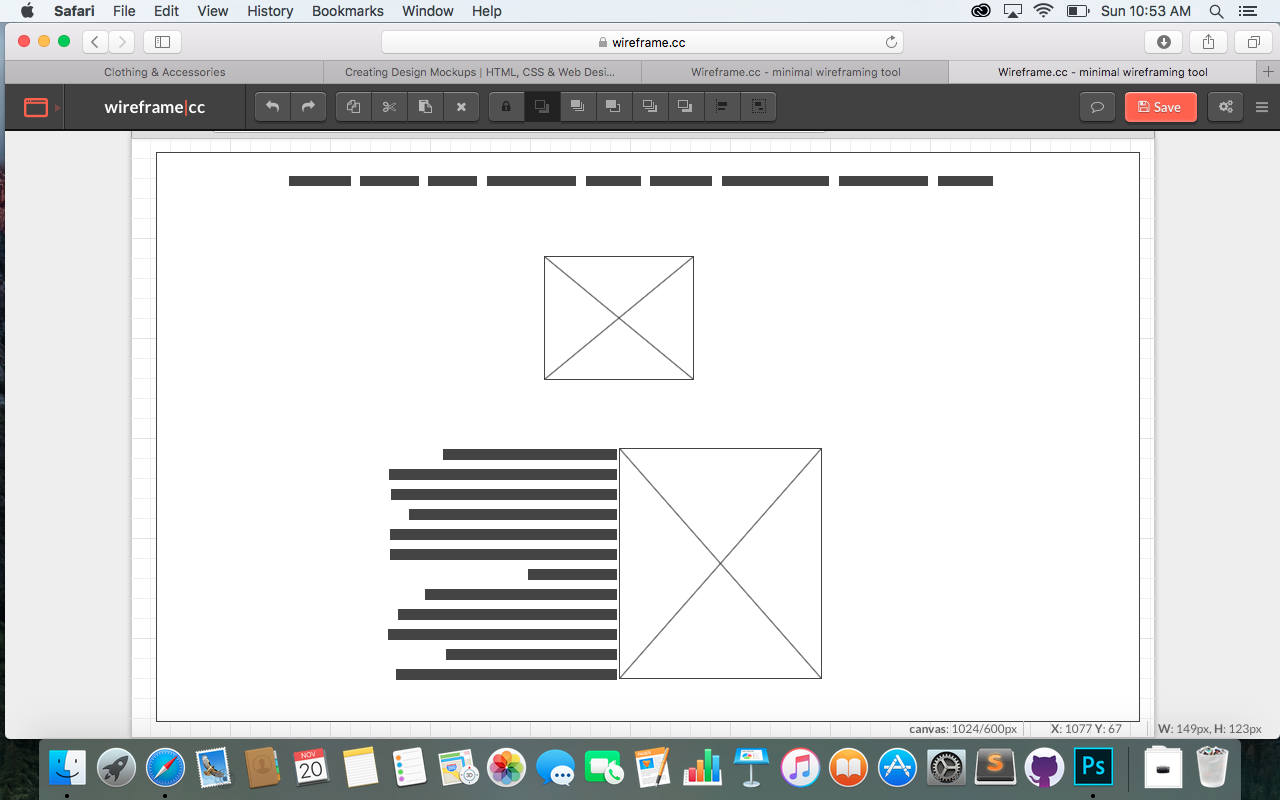 Safari File Edit View History Bookmarks Window Help Sun 10:53 AM
wireframe.cc
Clothing & Accessories Creating Design Mockups | HTML, CSS & Web Desi... Wireframe.cc - minimal wireframing tool Wireframe.cc - minimal wireframing tool
wireframe|cc Save
canvas: 1024/600px X: 1077 Y: 67 W: 149px, H: 123px
NOV
20
Ps